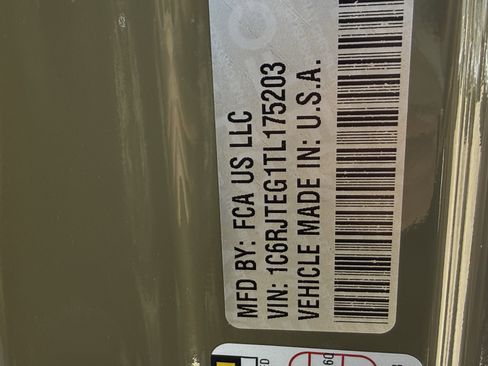 MFD BY: FCA US LLC
VIN: 1C6RJTEG1TL175203
VEHICLE MADE IN: U.S.A.